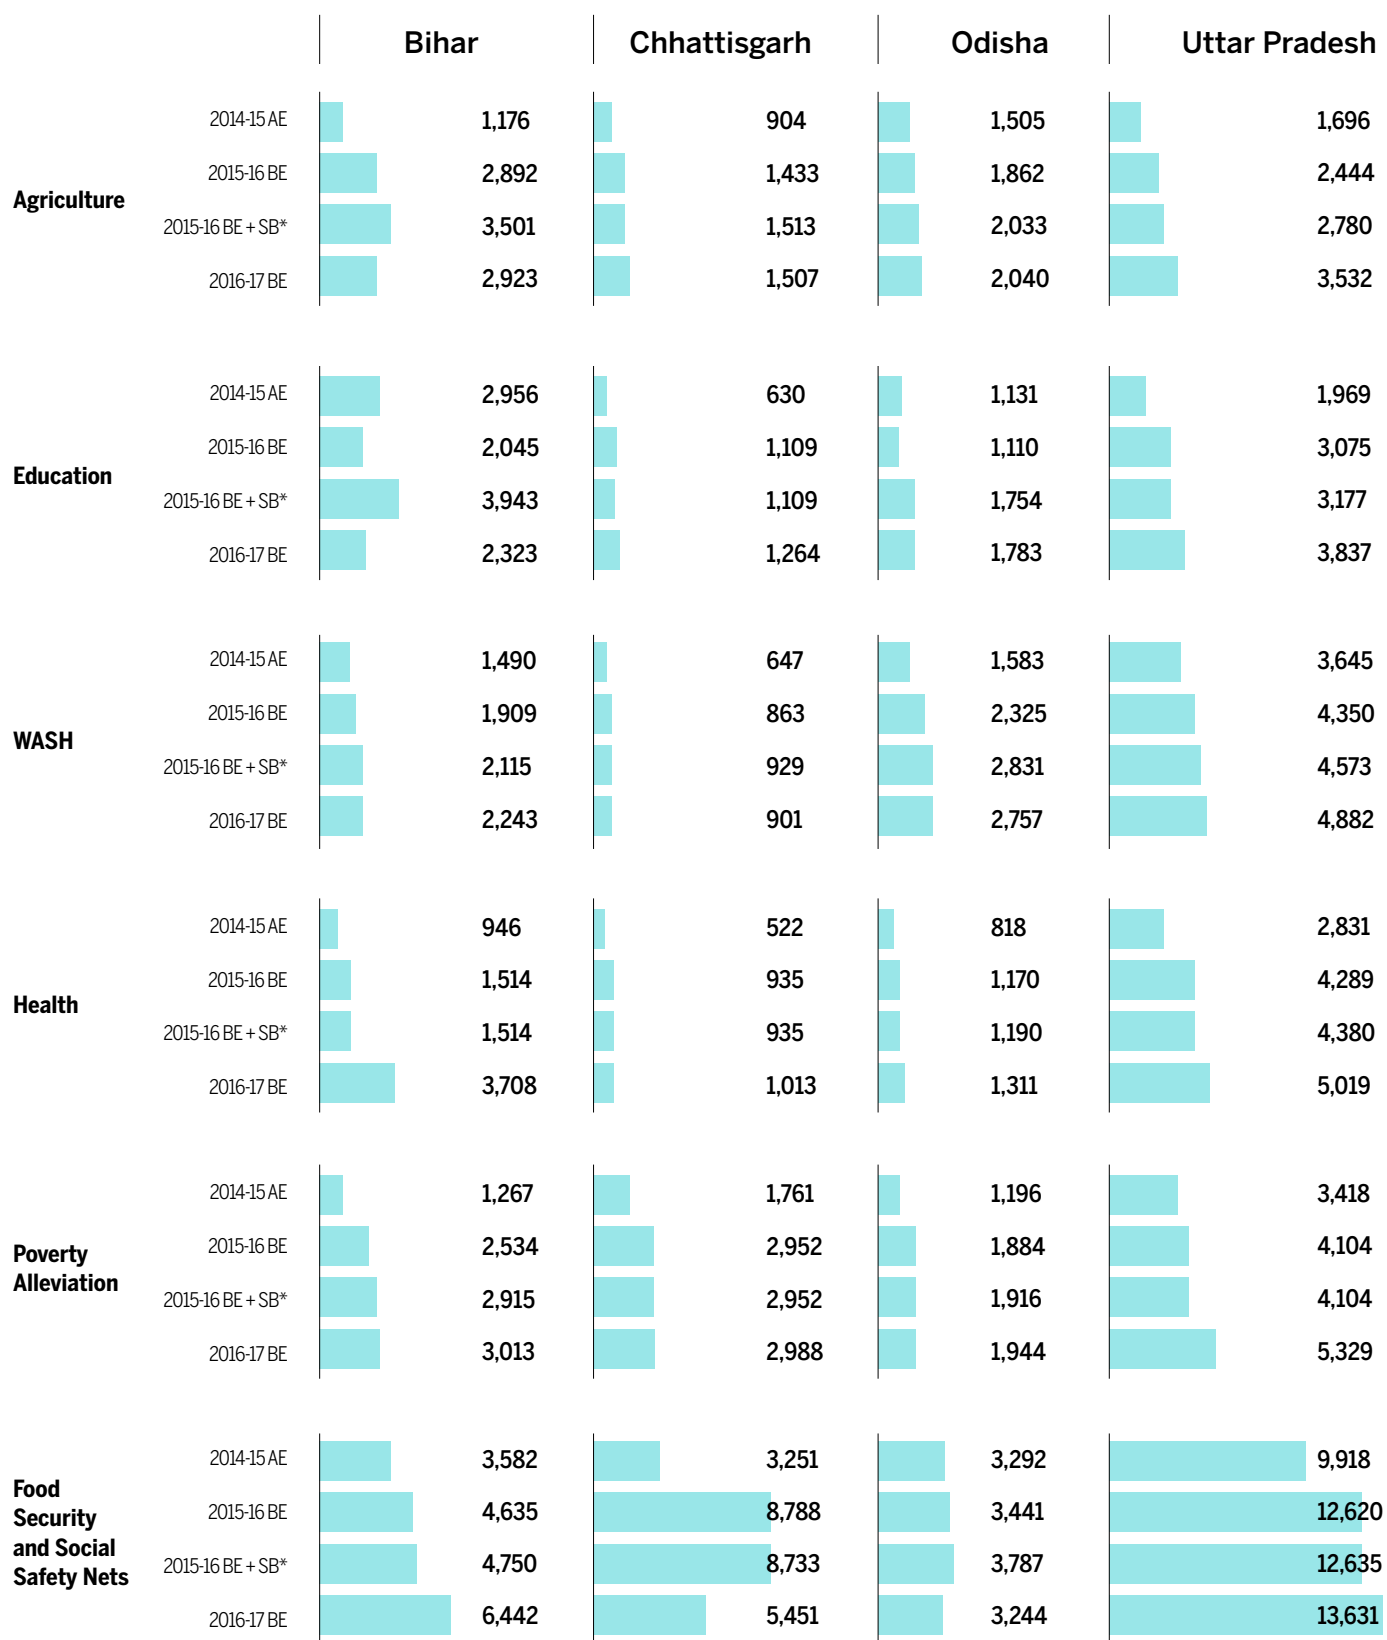 Bihar Chhattisgarh Odisha Uttar Pradesh
Agriculture
2014-15 AE 1,176 904 1,505 1,696
2015-16 BE 2,892 1,433 1,862 2,444
2015-16 BE + SB* 3,501 1,513 2,033 2,780
2016-17 BE 2,923 1,507 2,040 3,532
Education
2014-15 AE 2,956 630 1,131 1,969
2015-16 BE 2,045 1,109 1,110 3,075
2015-16 BE + SB* 3,943 1,109 1,754 3,177
2016-17 BE 2,323 1,264 1,783 3,837
WASH
2014-15 AE 1,490 647 1,583 3,645
2015-16 BE 1,909 863 2,325 4,350
2015-16 BE + SB* 2,115 929 2,831 4,573
2016-17 BE 2,243 901 2,757 4,882
Health
2014-15 AE 946 522 818 2,831
2015-16 BE 1,514 935 1,170 4,289
2015-16 BE + SB* 1,514 935 1,190 4,380
2016-17 BE 3,708 1,013 1,311 5,019
Poverty
Alleviation
2014-15 AE 1,267 1,761 1,196 3,418
2015-16 BE 2,534 2,952 1,884 4,104
2015-16 BE + SB* 2,915 2,952 1,916 4,104
2016-17 BE 3,013 2,988 1,944 5,329
Food
Security
and Social
Safety Nets
2014-15 AE 3,582 3,251 3,292 9,918
2015-16 BE 4,635 8,788 3,441 12,620
2015-16 BE + SB* 4,750 8,733 3,787 12,635
2016-17 BE 6,442 5,451 3,244 13,631